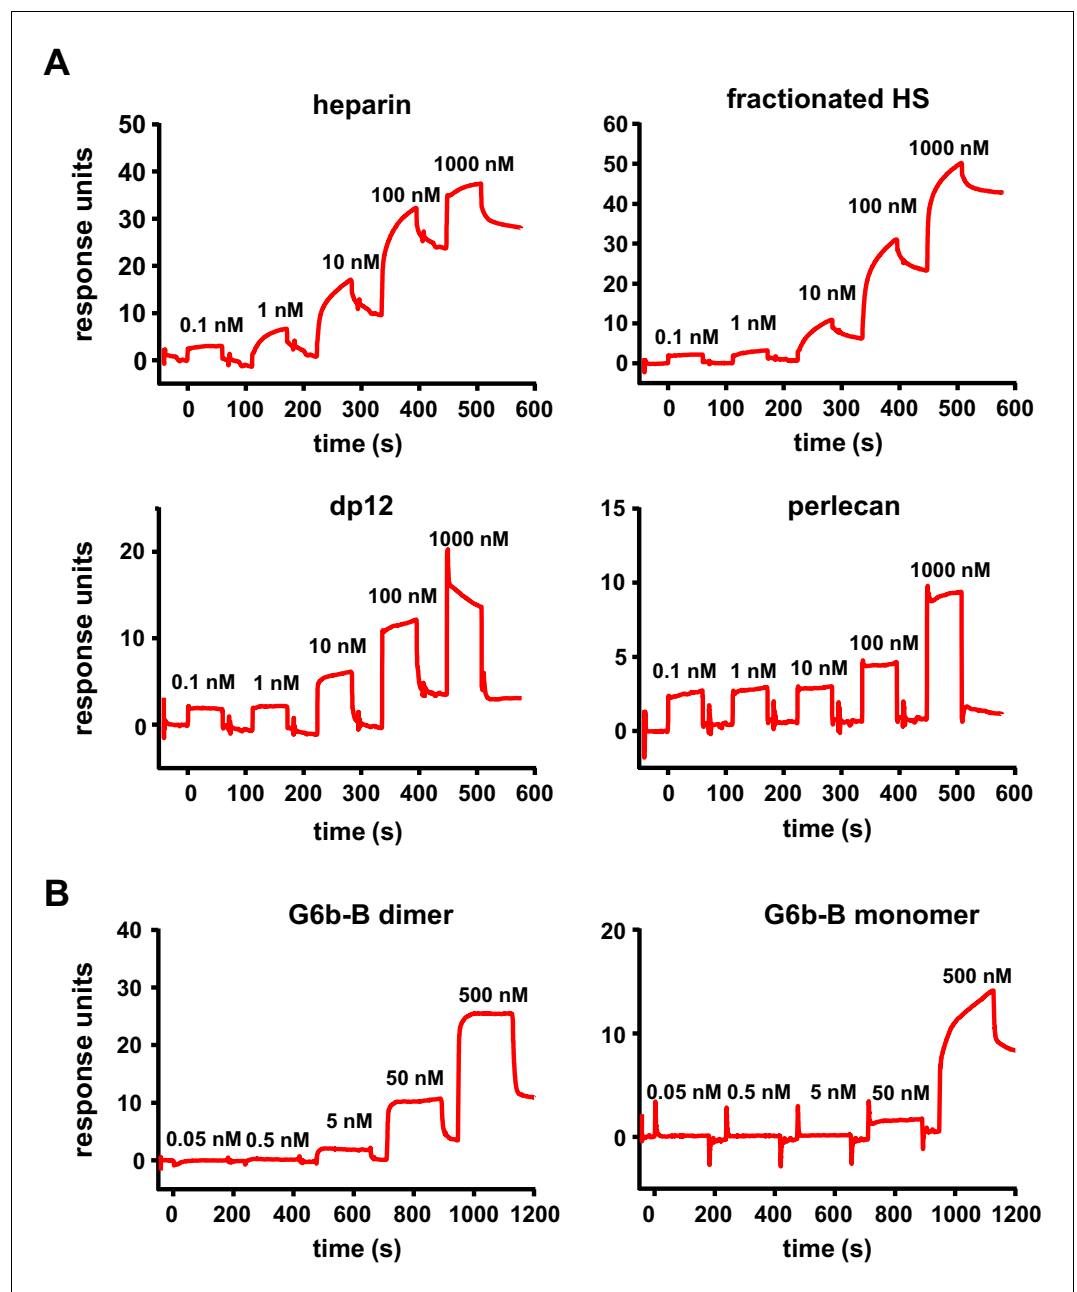 A
heparin
50
40
30
20
10
0
response units
0.1 nM
1 nM
10 nM
100 nM
1000 nM
0 100 200 300 400 500 600
time (s)
fractionated HS
60
50
40
30
20
10
0
0.1 nM
1 nM
10 nM
100 nM
1000 nM
0 100 200 300 400 500 600
time (s)
dp12
20
10
0
response units
0.1 nM
1 nM
10 nM
100 nM
1000 nM
0 100 200 300 400 500 600
time (s)
perlecan
15
10
5
0
0.1 nM
1 nM
10 nM
100 nM
1000 nM
0 100 200 300 400 500 600
time (s)
B
G6b-B dimer
40
30
20
10
0
response units
0.05 nM
0.5 nM
5 nM
50 nM
500 nM
0 200 400 600 800 1000 1200
time (s)
G6b-B monomer
20
10
0
0.05 nM
0.5 nM
5 nM
50 nM
500 nM
0 200 400 600 800 1000 1200
time (s)